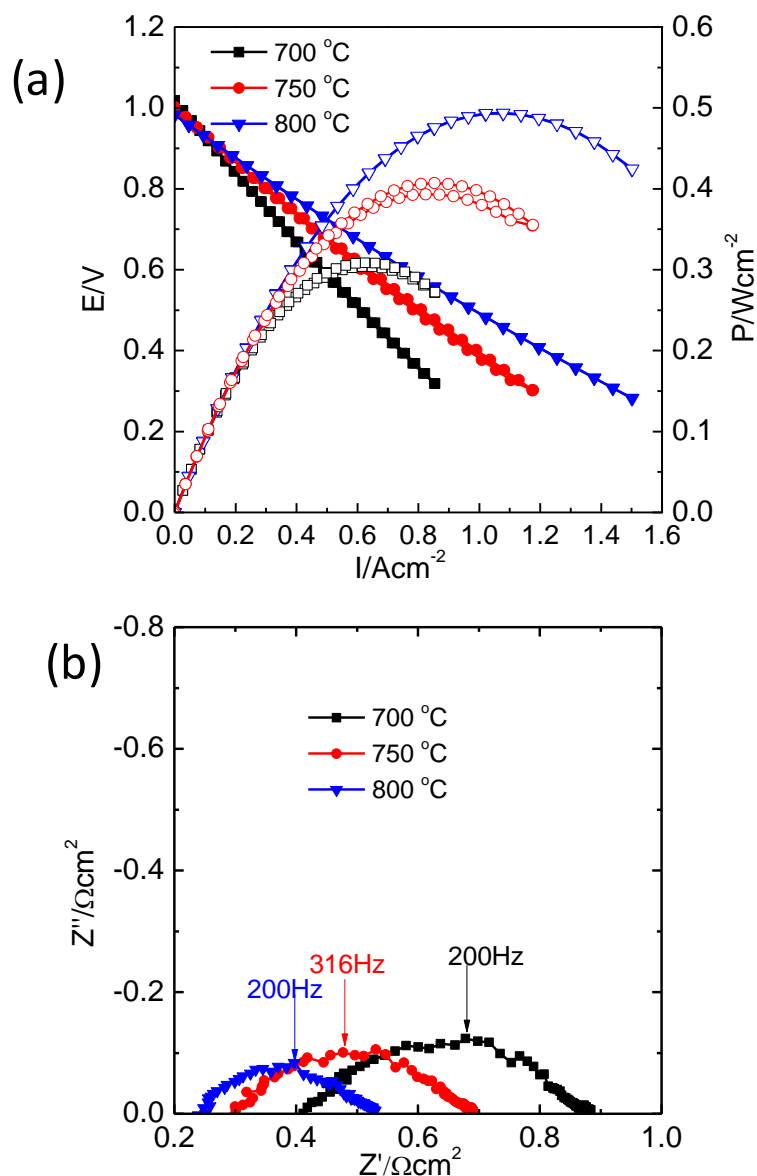 (a)
700 °C
750 °C
800 °C
E/V
1.2
1.0
0.8
0.6
0.4
0.2
0.0
P/Wcm⁻²
0.6
0.5
0.4
0.3
0.2
0.1
0.0
0.0 0.2 0.4 0.6 0.8 1.0 1.2 1.4 1.6
I/Acm⁻²
(b)
700 °C
750 °C
800 °C
Z''/Ωcm²
-0.8
-0.6
-0.4
-0.2
0.0
200Hz
316Hz
200Hz
0.2 0.4 0.6 0.8 1.0
Z'/Ωcm²